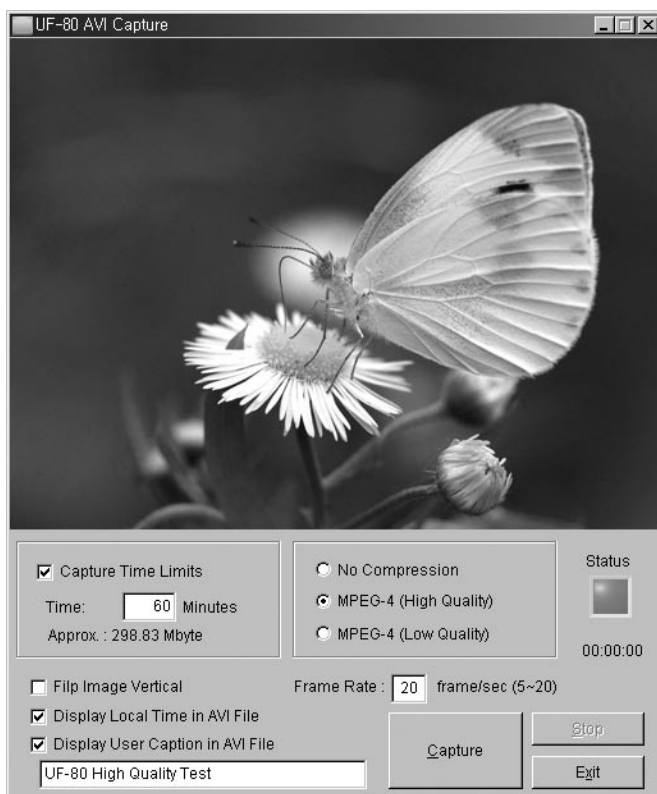 UF-80 AVI Capture
Capture Time Limits
Time: 60 Minutes
Approx. : 298.83 Mbyte
No Compression
MPEG-4 (High Quality)
MPEG-4 (Low Quality)
Status
00:00:00
Filp Image Vertical
Frame Rate : 20 frame/sec (5~20)
Display Local Time in AVI File
Display User Caption in AVI File
UF-80 High Quality Test
Capture
Stop
Exit